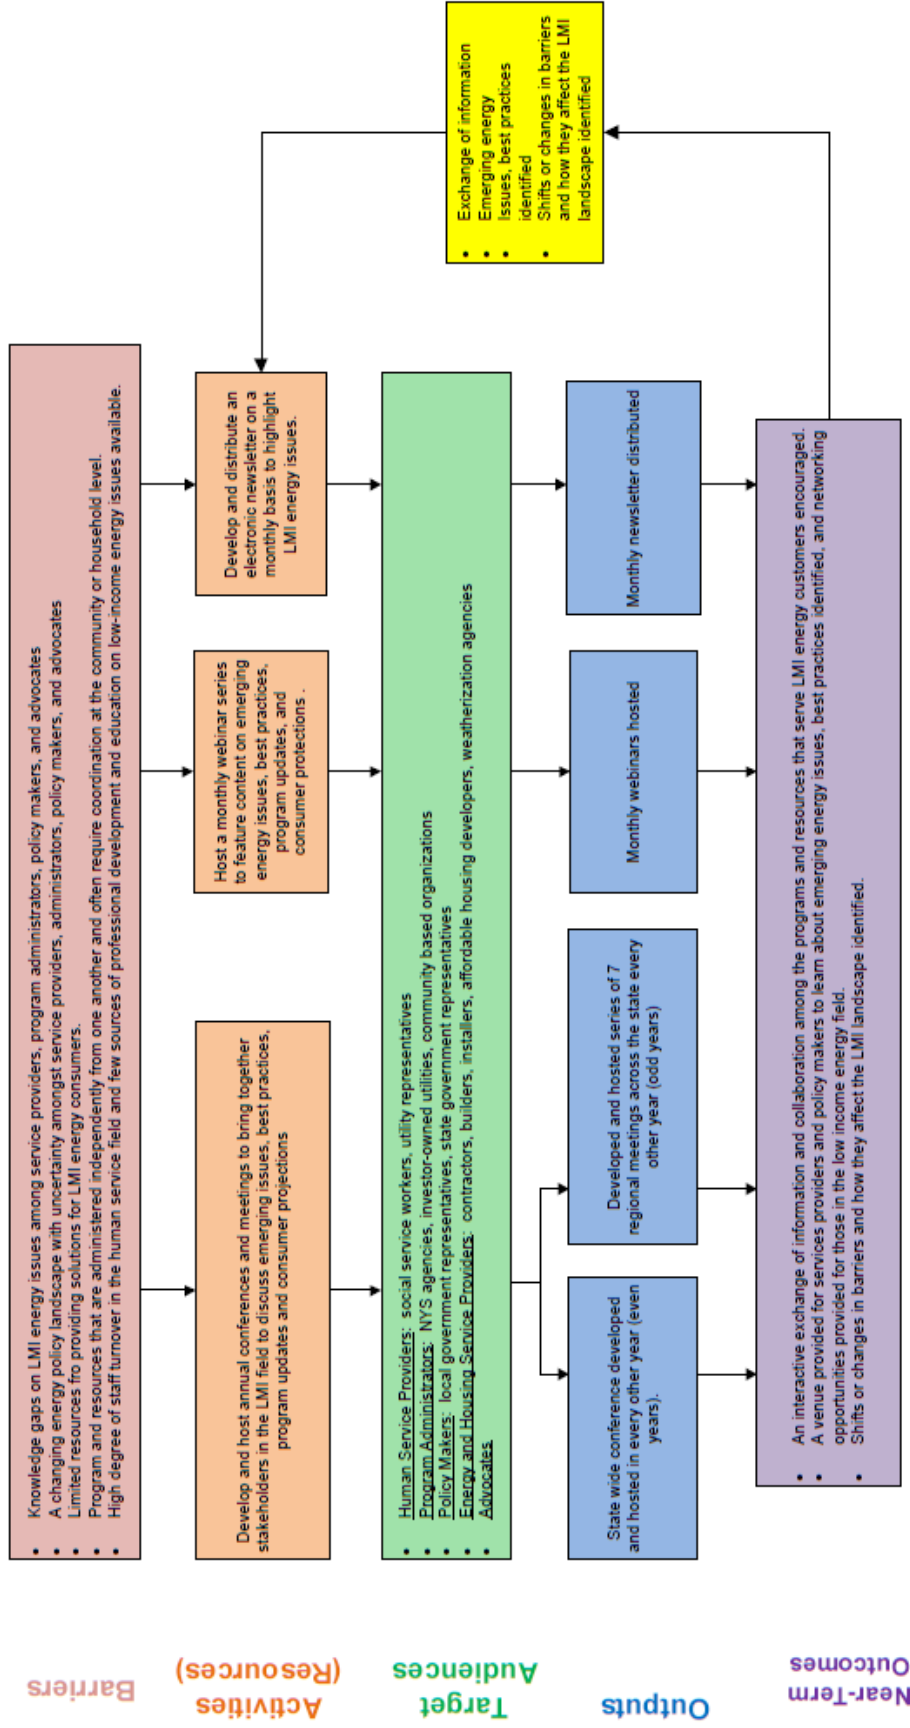 Barriers
Knowledge gaps on LMI energy issues among service providers, program administrators, policy makers, and advocates
A changing energy policy landscape with uncertainty amongst service providers, administrators, policy makers, and advocates
Limited resources fro providing solutions for LMI energy consumers.
Program and resources that are administered independently from one another and often require coordination at the community or household level.
High degree of staff turnover in the human service field and few sources of professional development and education on low-income energy issues available.
Activities
(Resources)
Develop and host annual conferences and meetings to bring together
stakeholders in the LMI field to discuss emerging issues, best practices,
program updates and consumer projections
Host a monthly webinar series
to feature content on emerging
energy issues, best practices,
program updates, and
consumer protections .
Develop and distribute an
electronic newsletter on a
monthly basis to highlight
LMI energy issues.
Target
Audiences
Human Service Providers: social service workers, utility representatives
Program Administrators: NYS agencies, investor-owned utilities, community based organizations
Policy Makers: local government representatives, state government representatives
Energy and Housing Service Providers: contractors, builders, installers, affordable housing developers, weatherization agencies
Advocates
Outputs
State wide conference developed
and hosted in every other year (even
years).
Developed and hosted series of 7
regional meetings across the state every
other year (odd years)
Monthly webinars hosted
Monthly newsletter distributed
Near-Term
Outcomes
An interactive exchange of information and collaboration among the programs and resources that serve LMI energy customers encouraged.
A venue provided for services providers and policy makers to learn about emerging energy issues, best practices identified, and networking
opportunities provided for those in the low income energy field.
Shifts or changes in barriers and how they affect the LMI landscape identified.
Exchange of information
Emerging energy
Issues, best practices
identified
Shifts or changes in barriers
and how they affect the LMI
landscape identified